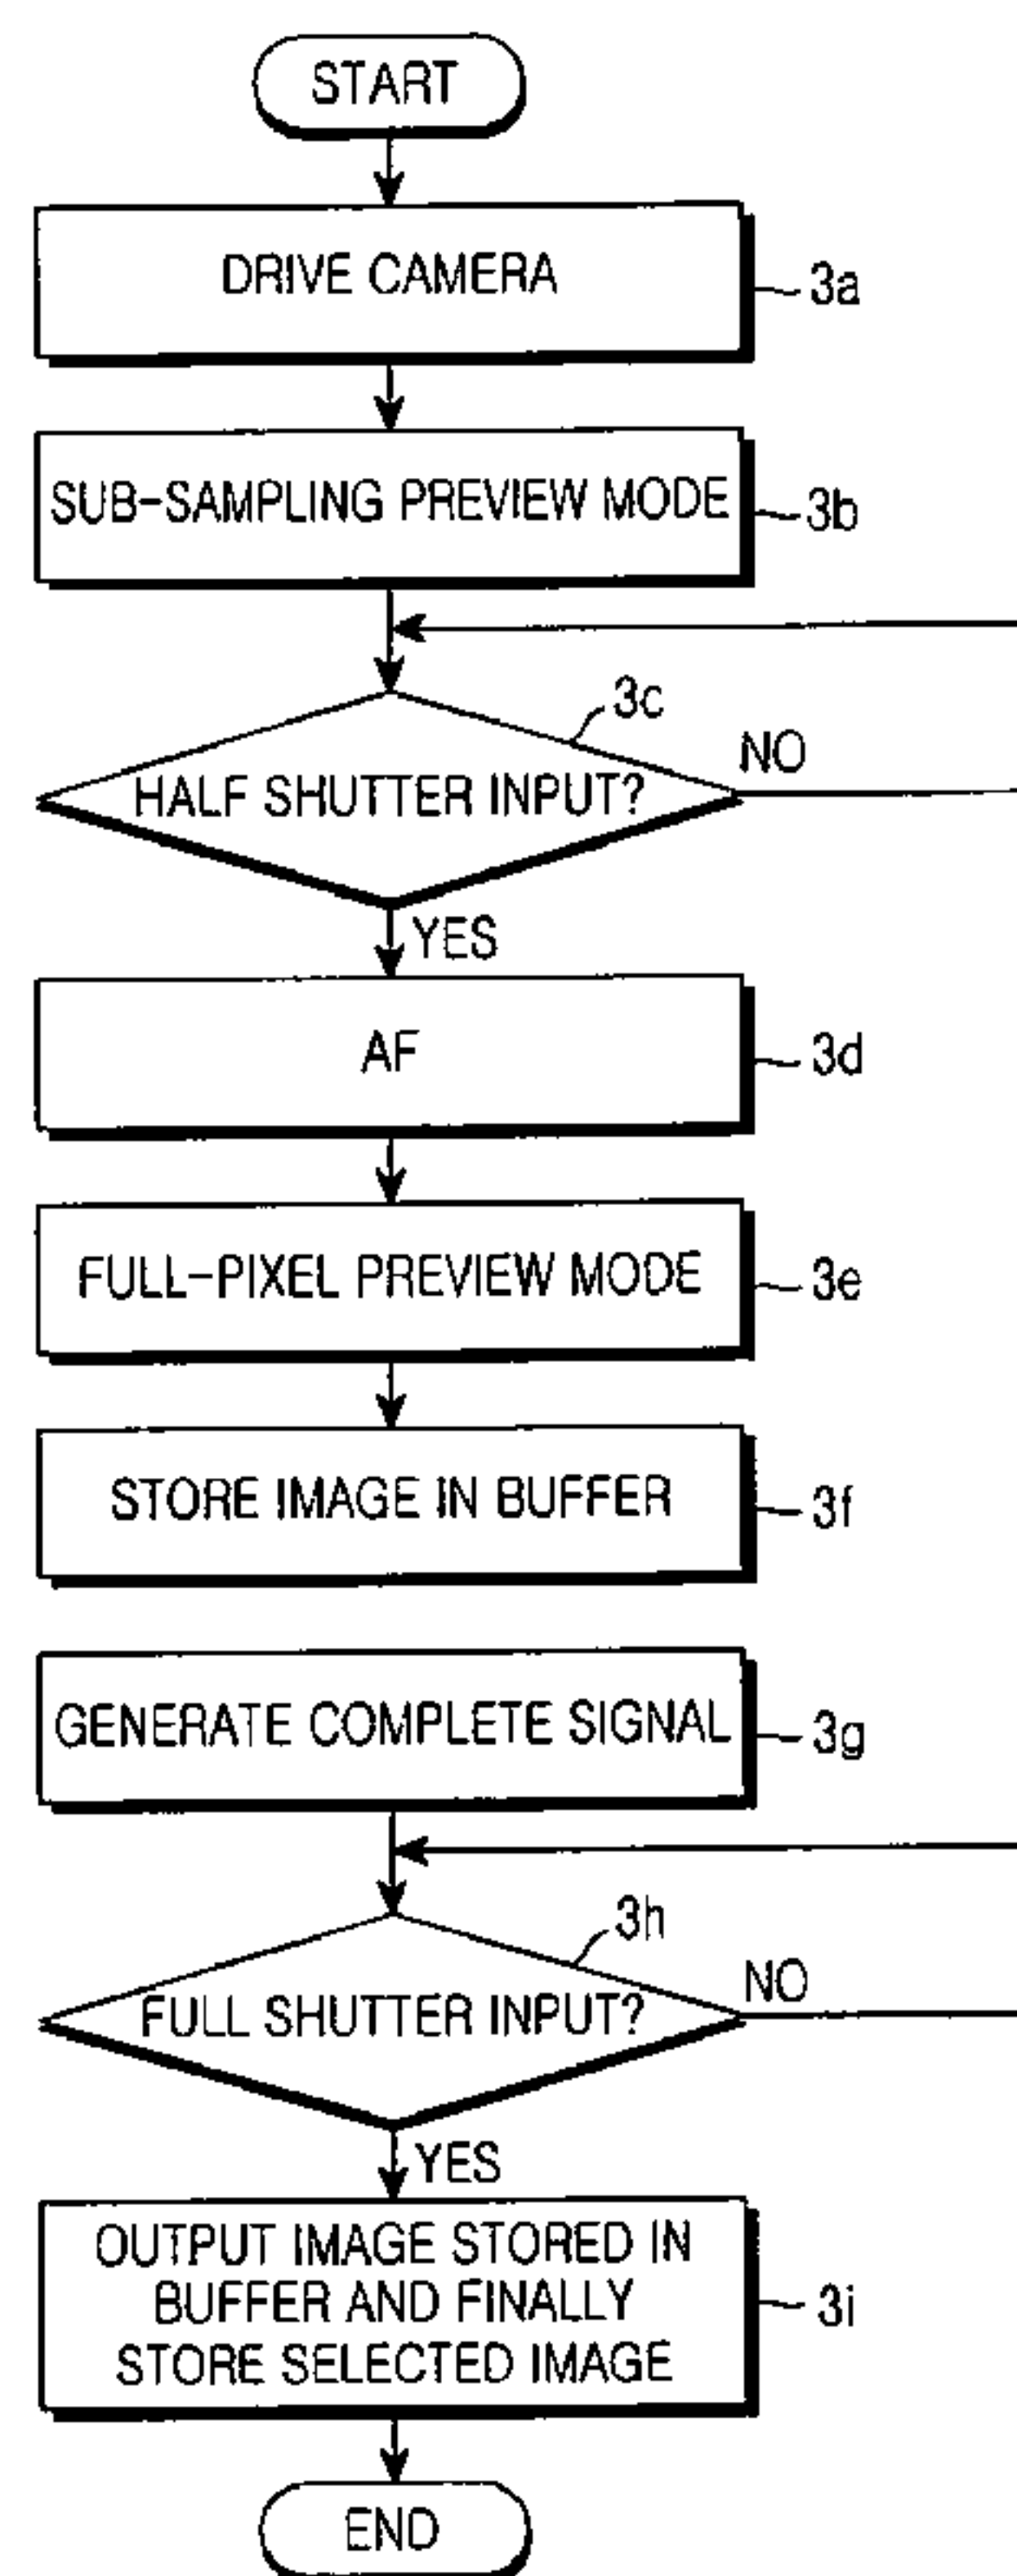 START
DRIVE CAMERA
3a
SUB-SAMPLING PREVIEW MODE
3b
3c
HALF SHUTTER INPUT?
NO
YES
AF
3d
FULL-PIXEL PREVIEW MODE
3e
STORE IMAGE IN BUFFER
3f
GENERATE COMPLETE SIGNAL
3g
3h
FULL SHUTTER INPUT?
NO
YES
OUTPUT IMAGE STORED IN
BUFFER AND FINALLY
STORE SELECTED IMAGE
3i
END